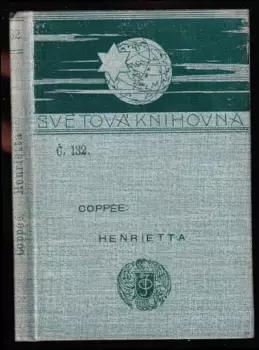 SVĚTOVÁ KNIHOVNA
Č. 132.
COPPÉE:
HENRIETTA
Coppée Henrietta